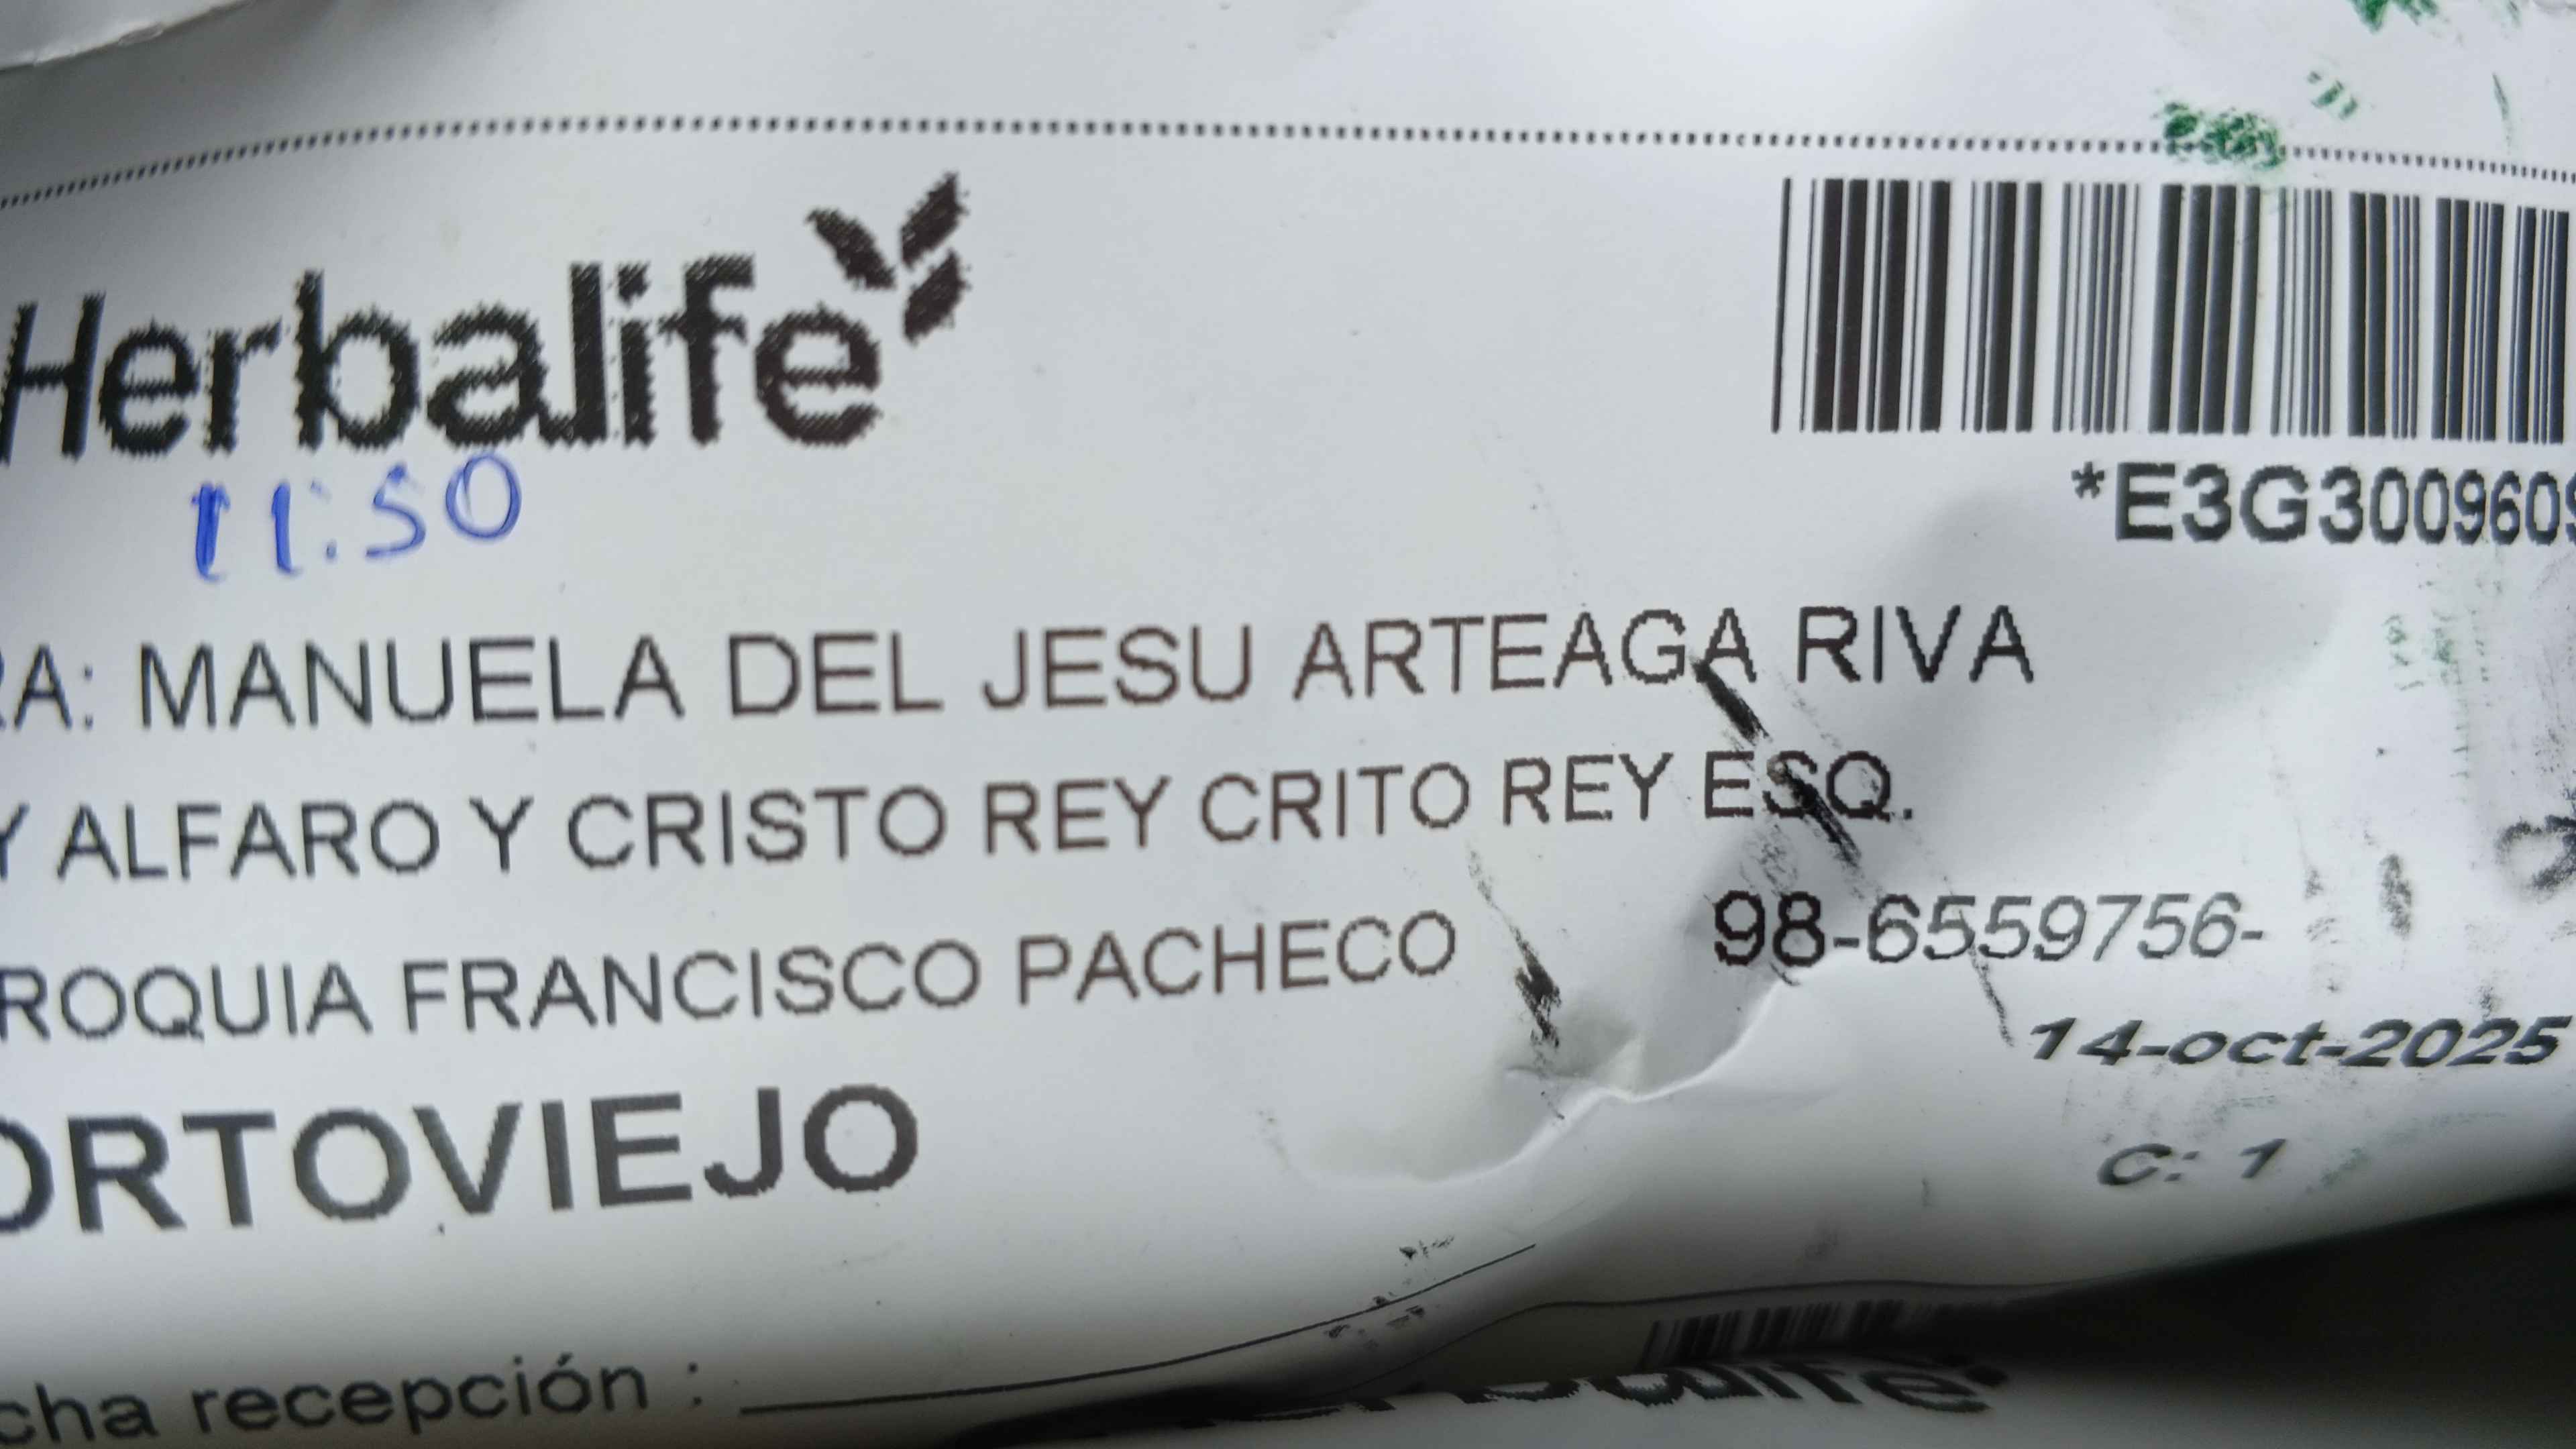 Herbalife
*E3G3009609
11:50
RA: MANUELA DEL JESU ARTEAGA RIVA
Y ALFARO Y CRISTO REY CRITO REY ESQ.
ROQUIA FRANCISCO PACHECO 98-6559756-
14-oct-2025
ORTOVIEJO
C: 1
cha recepción :